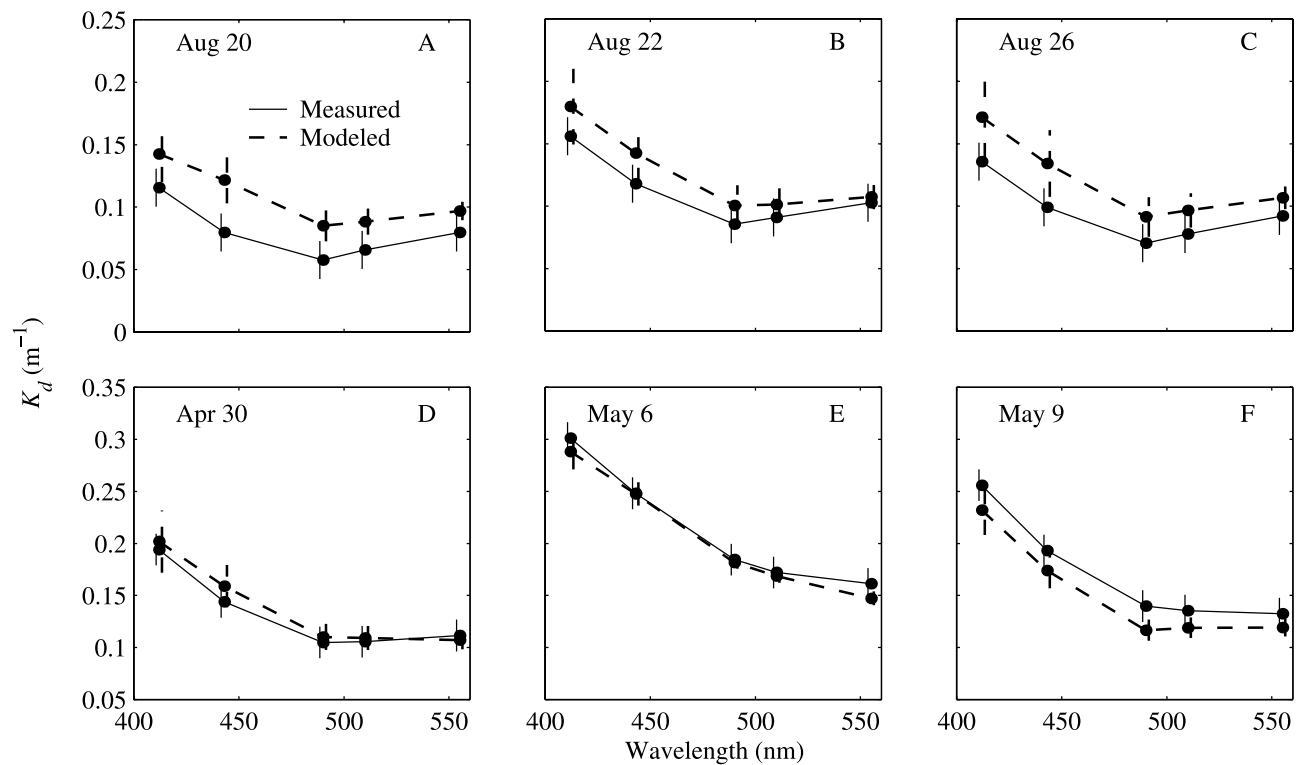 0.25
0.2
0.15
0.1
0.05
0
Aug 20 A
Measured
Modeled
Aug 22 B
Aug 26 C
K_d (m⁻¹)
0.35
0.3
0.25
0.2
0.15
0.1
0.05
Apr 30 D
May 6 E
May 9 F
400 450 500 550
400 450 500 550
400 450 500 550
Wavelength (nm)